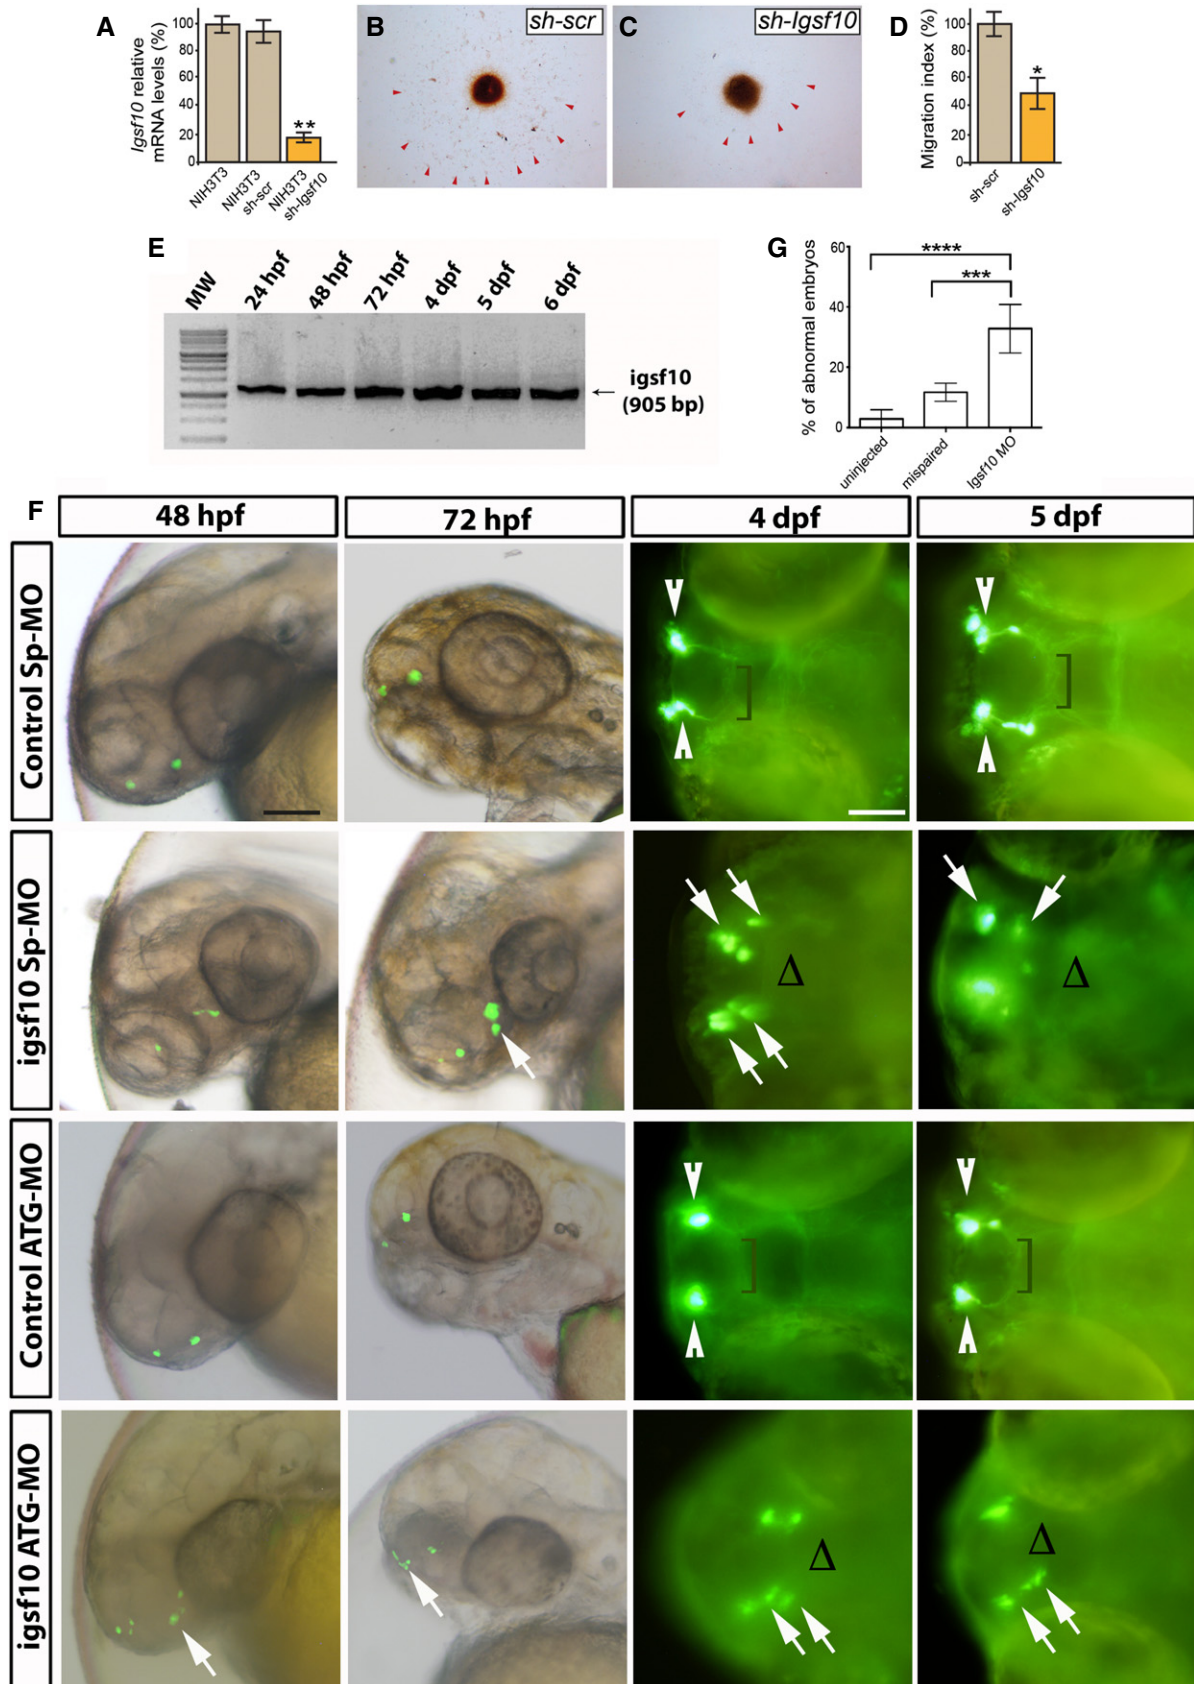 A
Igsf10 relative
mRNA levels (%)
100
80
60
40
20
0
**
NIH3T3
NIH3T3
sh-scr
NIH3T3
sh-Igsf10
B
sh-scr
C
sh-Igsf10
D
Migration index (%)
100
80
60
40
20
0
*
sh-scr
sh-Igsf10
E
MW
24 hpf
48 hpf
72 hpf
4 dpf
5 dpf
6 dpf
← igsf10
(905 bp)
G
% of abnormal embryos
60
40
20
0
****
***
uninjected
mispaired
Igsf10 MO
F
48 hpf
72 hpf
4 dpf
5 dpf
Control Sp-MO
]
]
igsf10 Sp-MO
Δ
Δ
Control ATG-MO
]
]
igsf10 ATG-MO
Δ
Δ